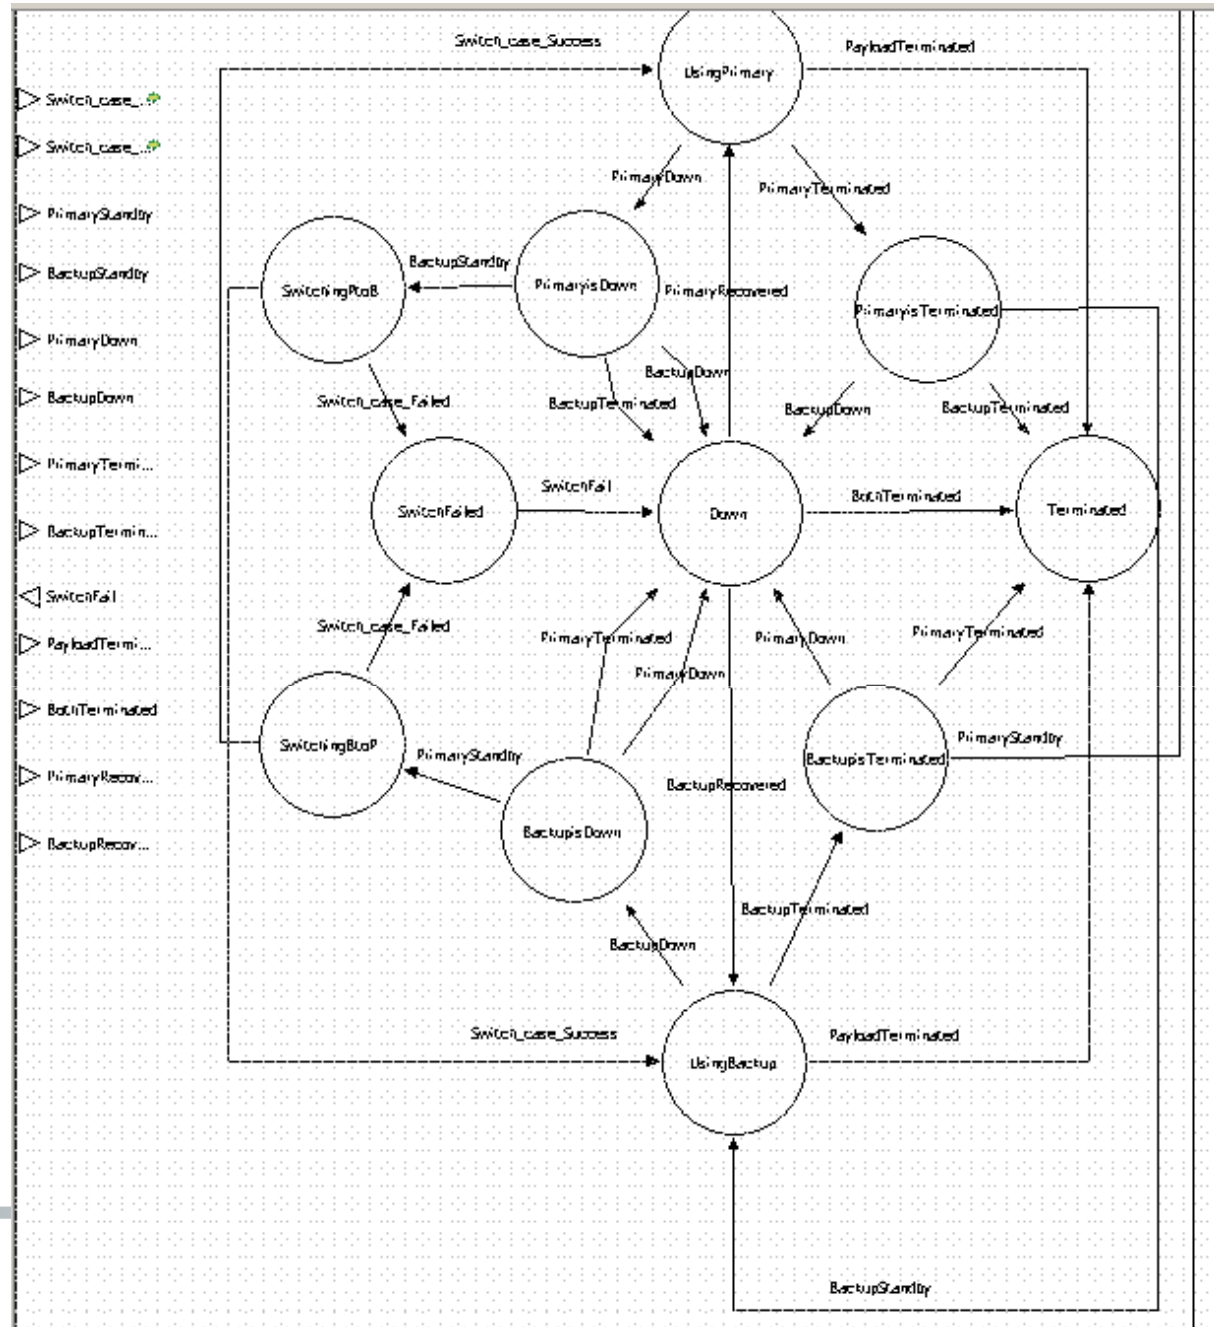 Switch_case_Success
PayloadTerminated
UsingPrimary
Switch_case_...
Switch_case_...
PrimaryDown
PrimaryTerminated
PrimaryStandby
BackupStandby
BackupStandby
SwitchingPtoB
PrimaryisDown
PrimaryRecovered
PrimaryisTerminated
PrimaryDown
BackupDown
BackupDown
Switch_case_Failed
BackupTerminated
BackupDown
BackupTerminated
PrimaryTermi...
SwitchFail
BothTerminated
SwitchFailed
Down
Terminated
BackupTermin...
SwitchFail
Switch_case_Failed
PrimaryTerminated
PrimaryDown
PrimaryTerminated
PayloadTermi...
PrimaryDown
BothTerminated
SwitchingBtoP
PrimaryStandby
PrimaryStandby
BackupisTerminated
PrimaryRecov...
BackupRecovered
BackupisDown
BackupRecov...
BackupTerminated
BackupDown
Switch_case_Success
PayloadTerminated
UsingBackup
BackupStandby